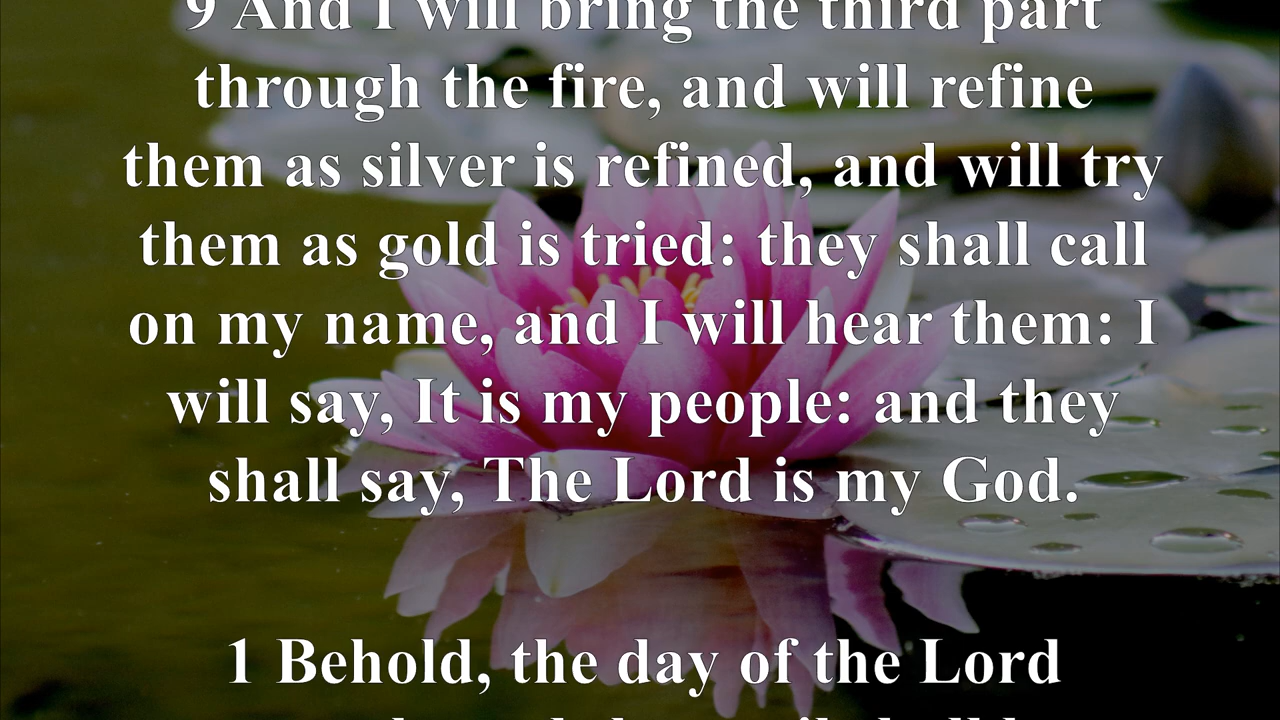 9 And I will bring the third part
through the fire, and will refine
them as silver is refined, and will try
them as gold is tried: they shall call
on my name, and I will hear them: I
will say, It is my people: and they
shall say, The Lord is my God.
1 Behold, the day of the Lord